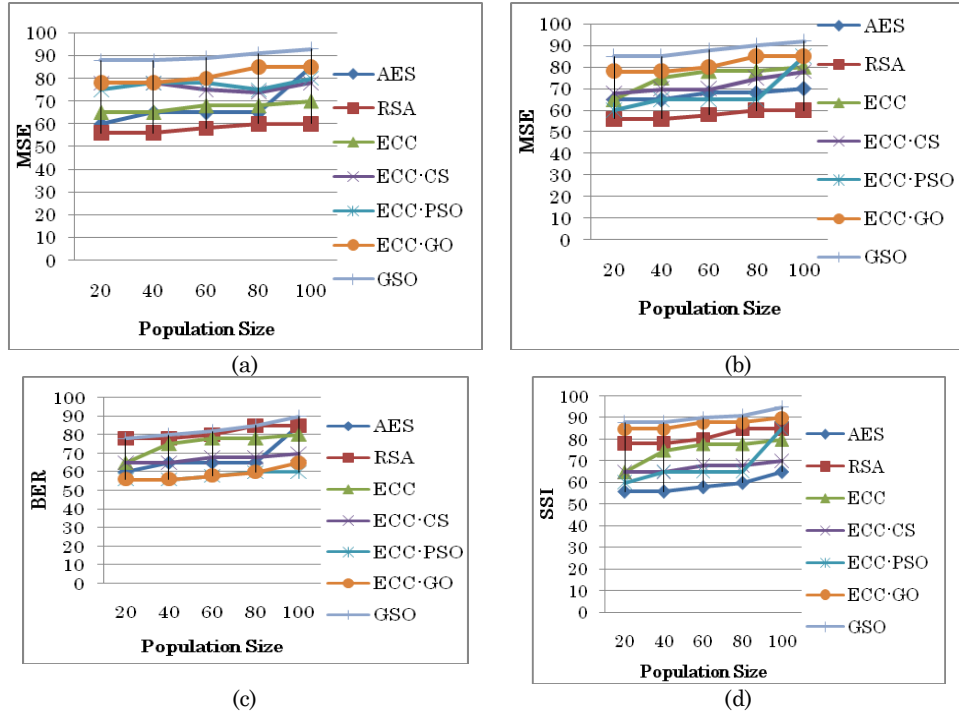 100
90
80
70
60
50
40
30
20
10
0
MSE
20 40 60 80 100
Population Size
AES
RSA
ECC
ECC·CS
ECC·PSO
ECC·GO
GSO
(a)
100
90
80
70
60
50
40
30
20
10
0
MSE
20 40 60 80 100
Population Size
AES
RSA
ECC
ECC·CS
ECC·PSO
ECC·GO
GSO
(b)
100
90
80
70
60
50
40
30
20
10
0
BER
20 40 60 80 100
Population Size
AES
RSA
ECC
ECC·CS
ECC·PSO
ECC·GO
GSO
(c)
100
90
80
70
60
50
40
30
20
10
0
SSI
20 40 60 80 100
Population Size
AES
RSA
ECC
ECC·CS
ECC·PSO
ECC·GO
GSO
(d)